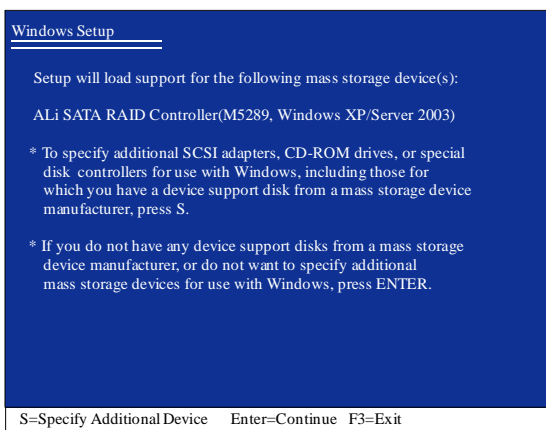 Windows Setup
Setup will load support for the following mass storage device(s):
ALi SATA RAID Controller(M5289, Windows XP/Server 2003)
* To specify additional SCSI adapters, CD-ROM drives, or special
disk controllers for use with Windows, including those for
which you have a device support disk from a mass storage device
manufacturer, press S.
* If you do not have any device support disks from a mass storage
device manufacturer, or do not want to specify additional
mass storage devices for use with Windows, press ENTER.
S=Specify Additional Device Enter=Continue F3=Exit